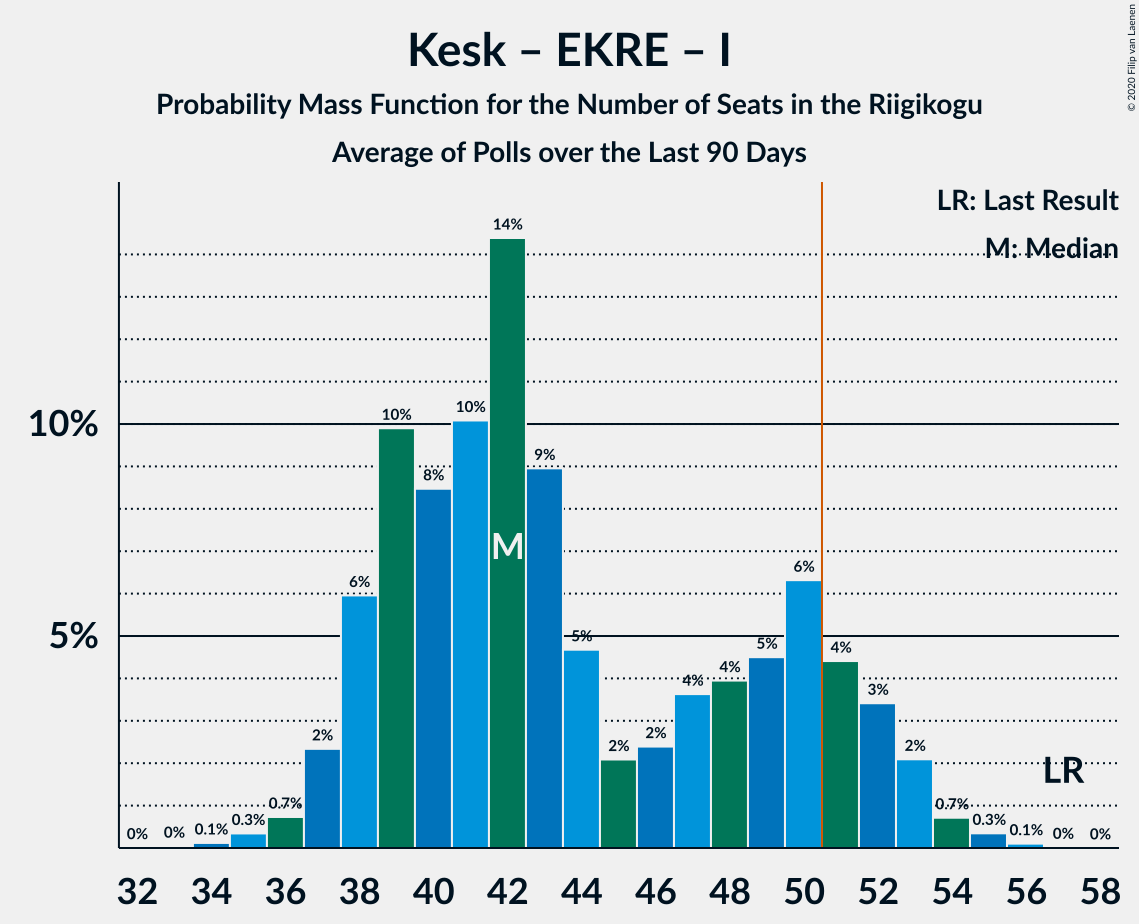 Kesk – EKRE – I
Probability Mass Function for the Number of Seats in the Riigikogu
Average of Polls over the Last 90 Days
© 2020 Filip van Laenen
LR: Last Result
M: Median
10%
5%
0% 0% 0.1% 0.3% 0.7% 2% 6% 10% 8% 10% 14% 9% 5% 2% 2% 4% 4% 5% 6% 4% 3% 2% 0.7% 0.3% 0.1% 0% 0%
M
LR
32 34 36 38 40 42 44 46 48 50 52 54 56 58